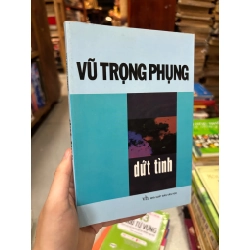 VŨ TRỌNG PHỤNG
dứt tình